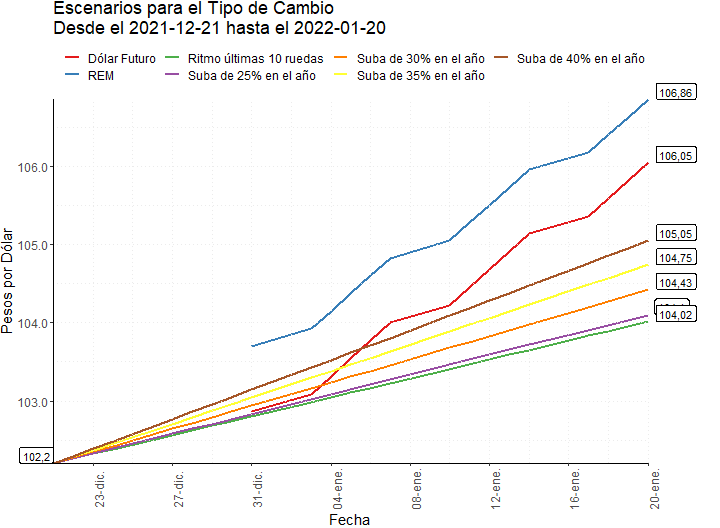 Escenarios para el Tipo de Cambio
Desde el 2021-12-21 hasta el 2022-01-20
Dólar Futuro
Ritmo últimas 10 ruedas
Suba de 30% en el año
Suba de 40% en el año
REM
Suba de 25% en el año
Suba de 35% en el año
106,86
106,05
105,05
104,75
104,43
104,02
102,2
106.0
105.0
104.0
103.0
Pesos por Dólar
23-dic.
27-dic.
31-dic.
04-ene.
08-ene.
12-ene.
16-ene.
20-ene.
Fecha